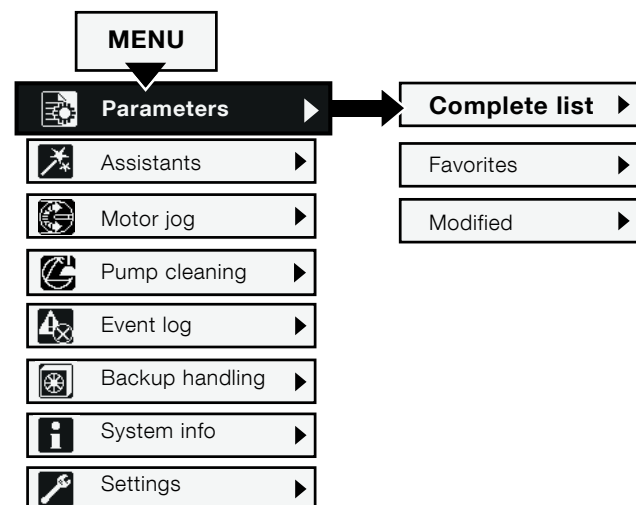 MENU
Parameters
Assistants
Motor jog
Pump cleaning
Event log
Backup handling
System info
Settings
Complete list
Favorites
Modified